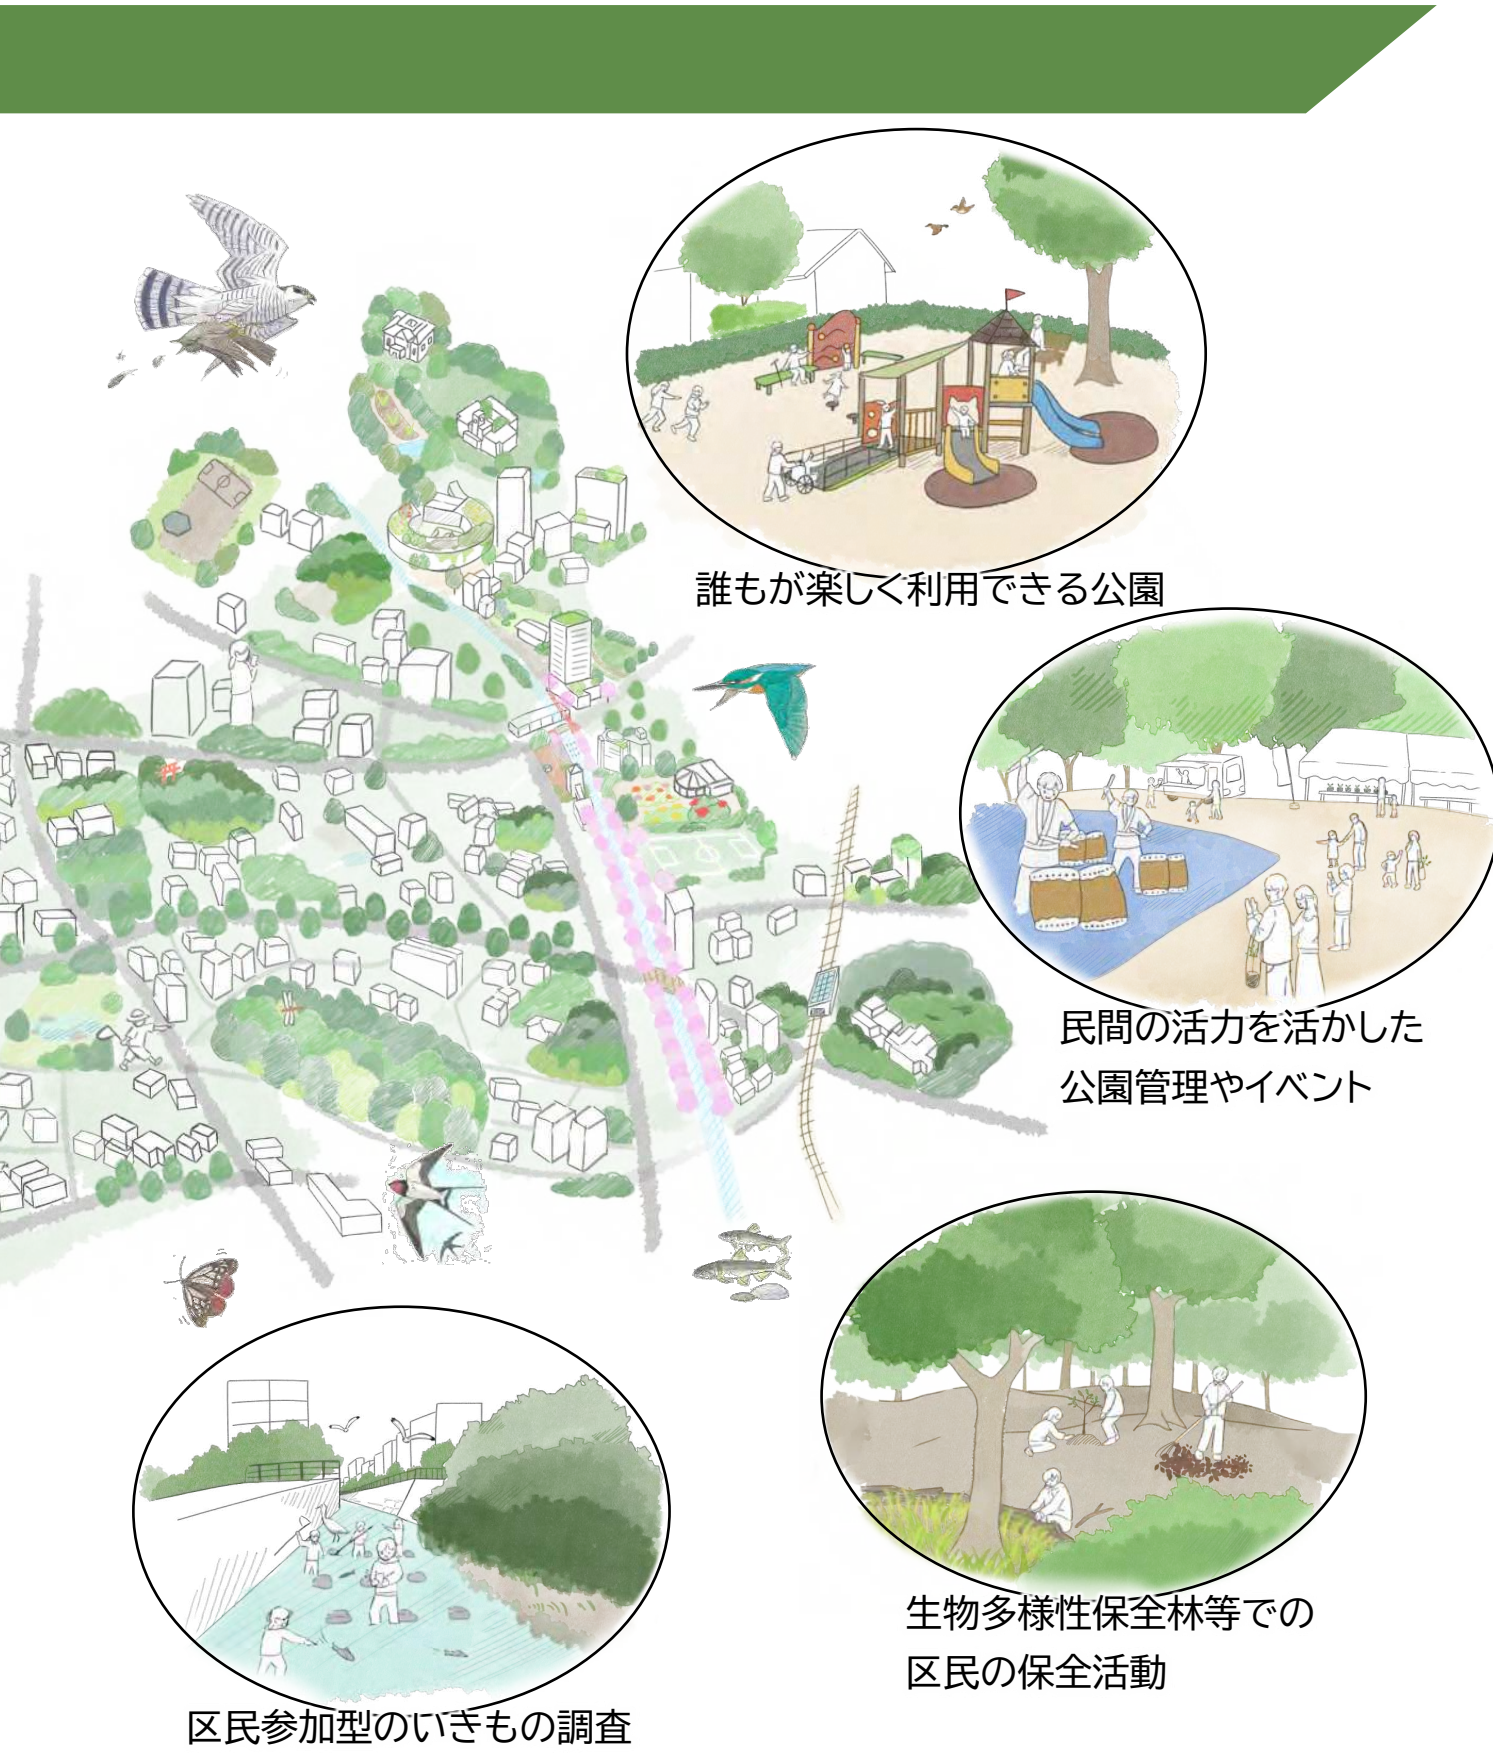 誰もが楽しく利用できる公園
民間の活力を活かした
公園管理やイベント
生物多様性保全林等での
区民の保全活動
区民参加型のいきもの調査